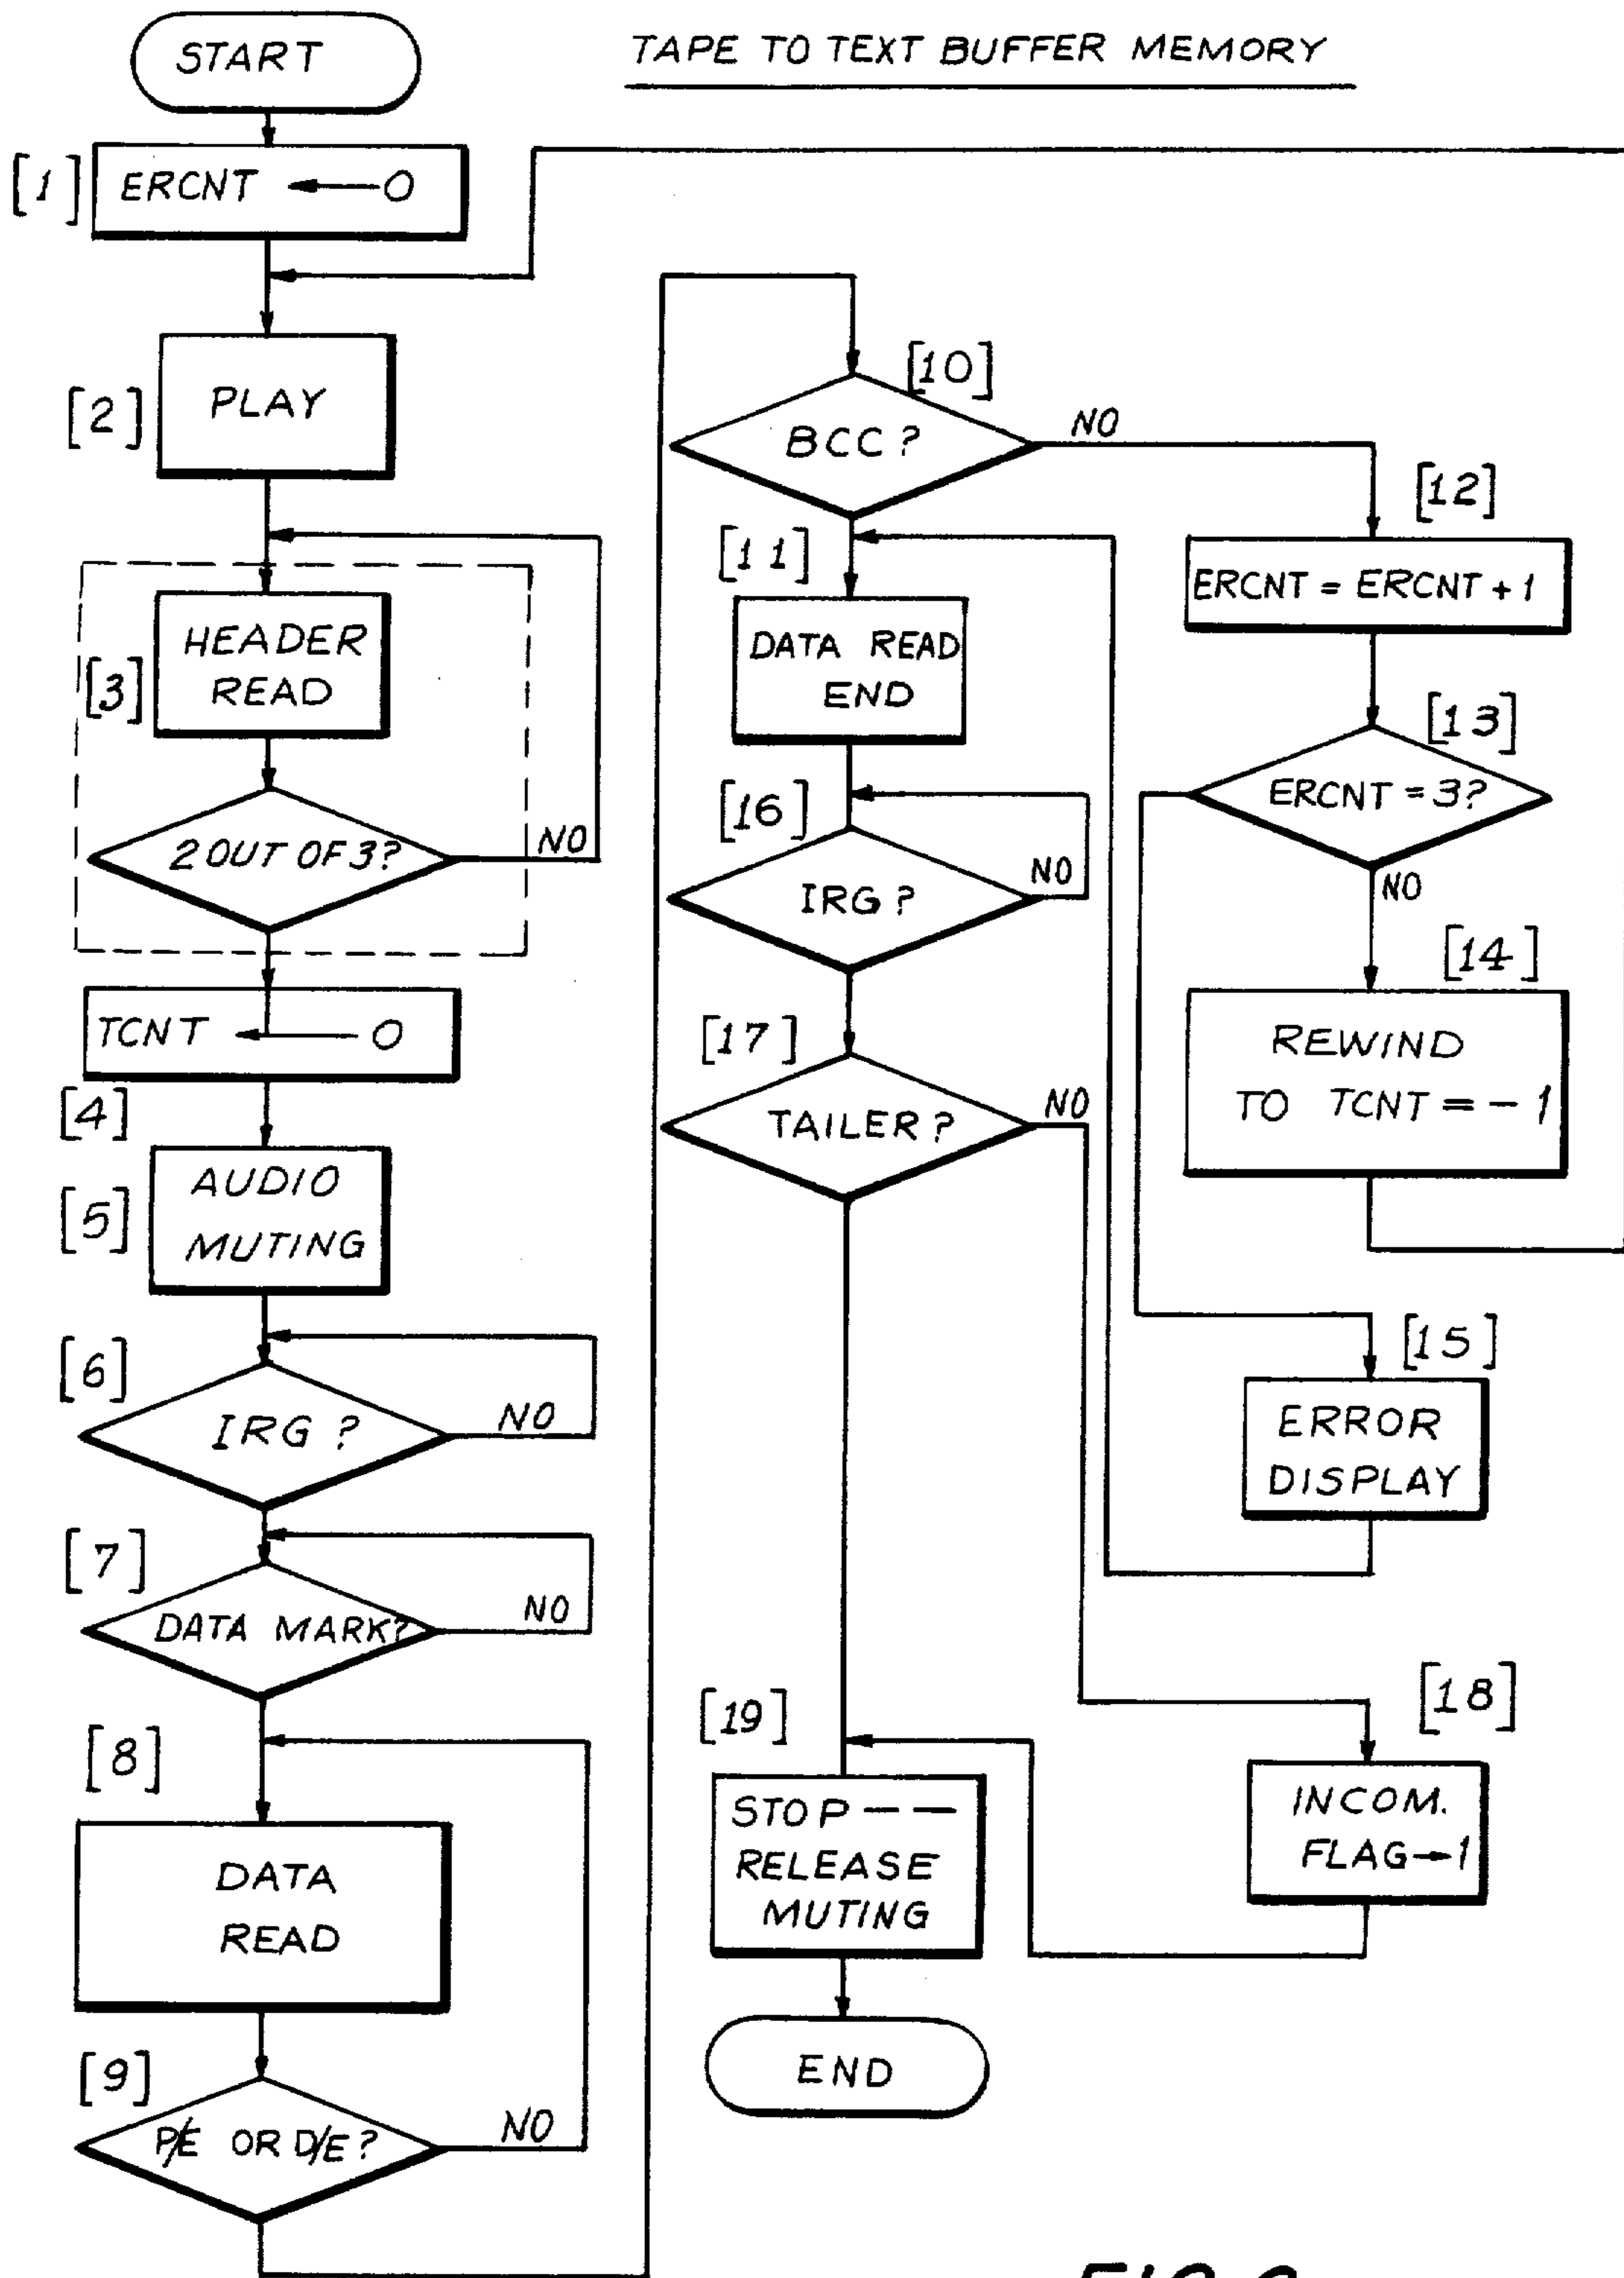 START
TAPE TO TEXT BUFFER MEMORY
[1]
ERCNT ← 0
[2]
PLAY
[3]
HEADER
READ
2 OUT OF 3?
NO
TCNT ← 0
[4]
[5]
AUDIO
MUTING
[6]
IRG ?
NO
[7]
DATA MARK?
NO
[8]
DATA
READ
[9]
P/E OR D/E ?
NO
[10]
BCC ?
NO
[11]
DATA READ
END
[16]
IRG ?
NO
[17]
TAILER ?
NO
[19]
STOP — —
RELEASE
MUTING
END
[12]
ERCNT = ERCNT + 1
[13]
ERCNT = 3?
NO
[14]
REWIND
TO TCNT = - 1
[15]
ERROR
DISPLAY
[18]
INCOM.
FLAG → 1